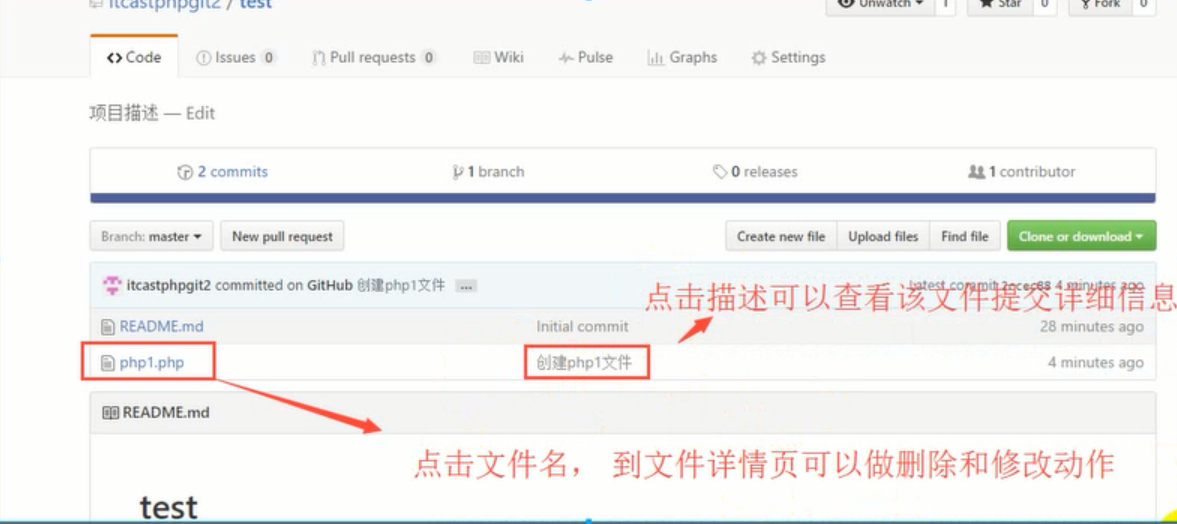 itcastphpgit2 / test
Unwatch 1 Star 0 Fork 0
Code Issues 0 Pull requests 0 Wiki Pulse Graphs Settings
项目描述 — Edit
2 commits 1 branch 0 releases 1 contributor
Branch: master New pull request Create new file Upload files Find file Clone or download
itcastphpgit2 committed on GitHub 创建php1文件 ... latest commit 4 minutes ago
点击描述可以查看该文件提交详细信息
README.md Initial commit 28 minutes ago
php1.php 创建php1文件 4 minutes ago
README.md
点击文件名， 到文件详情页可以做删除和修改动作
test